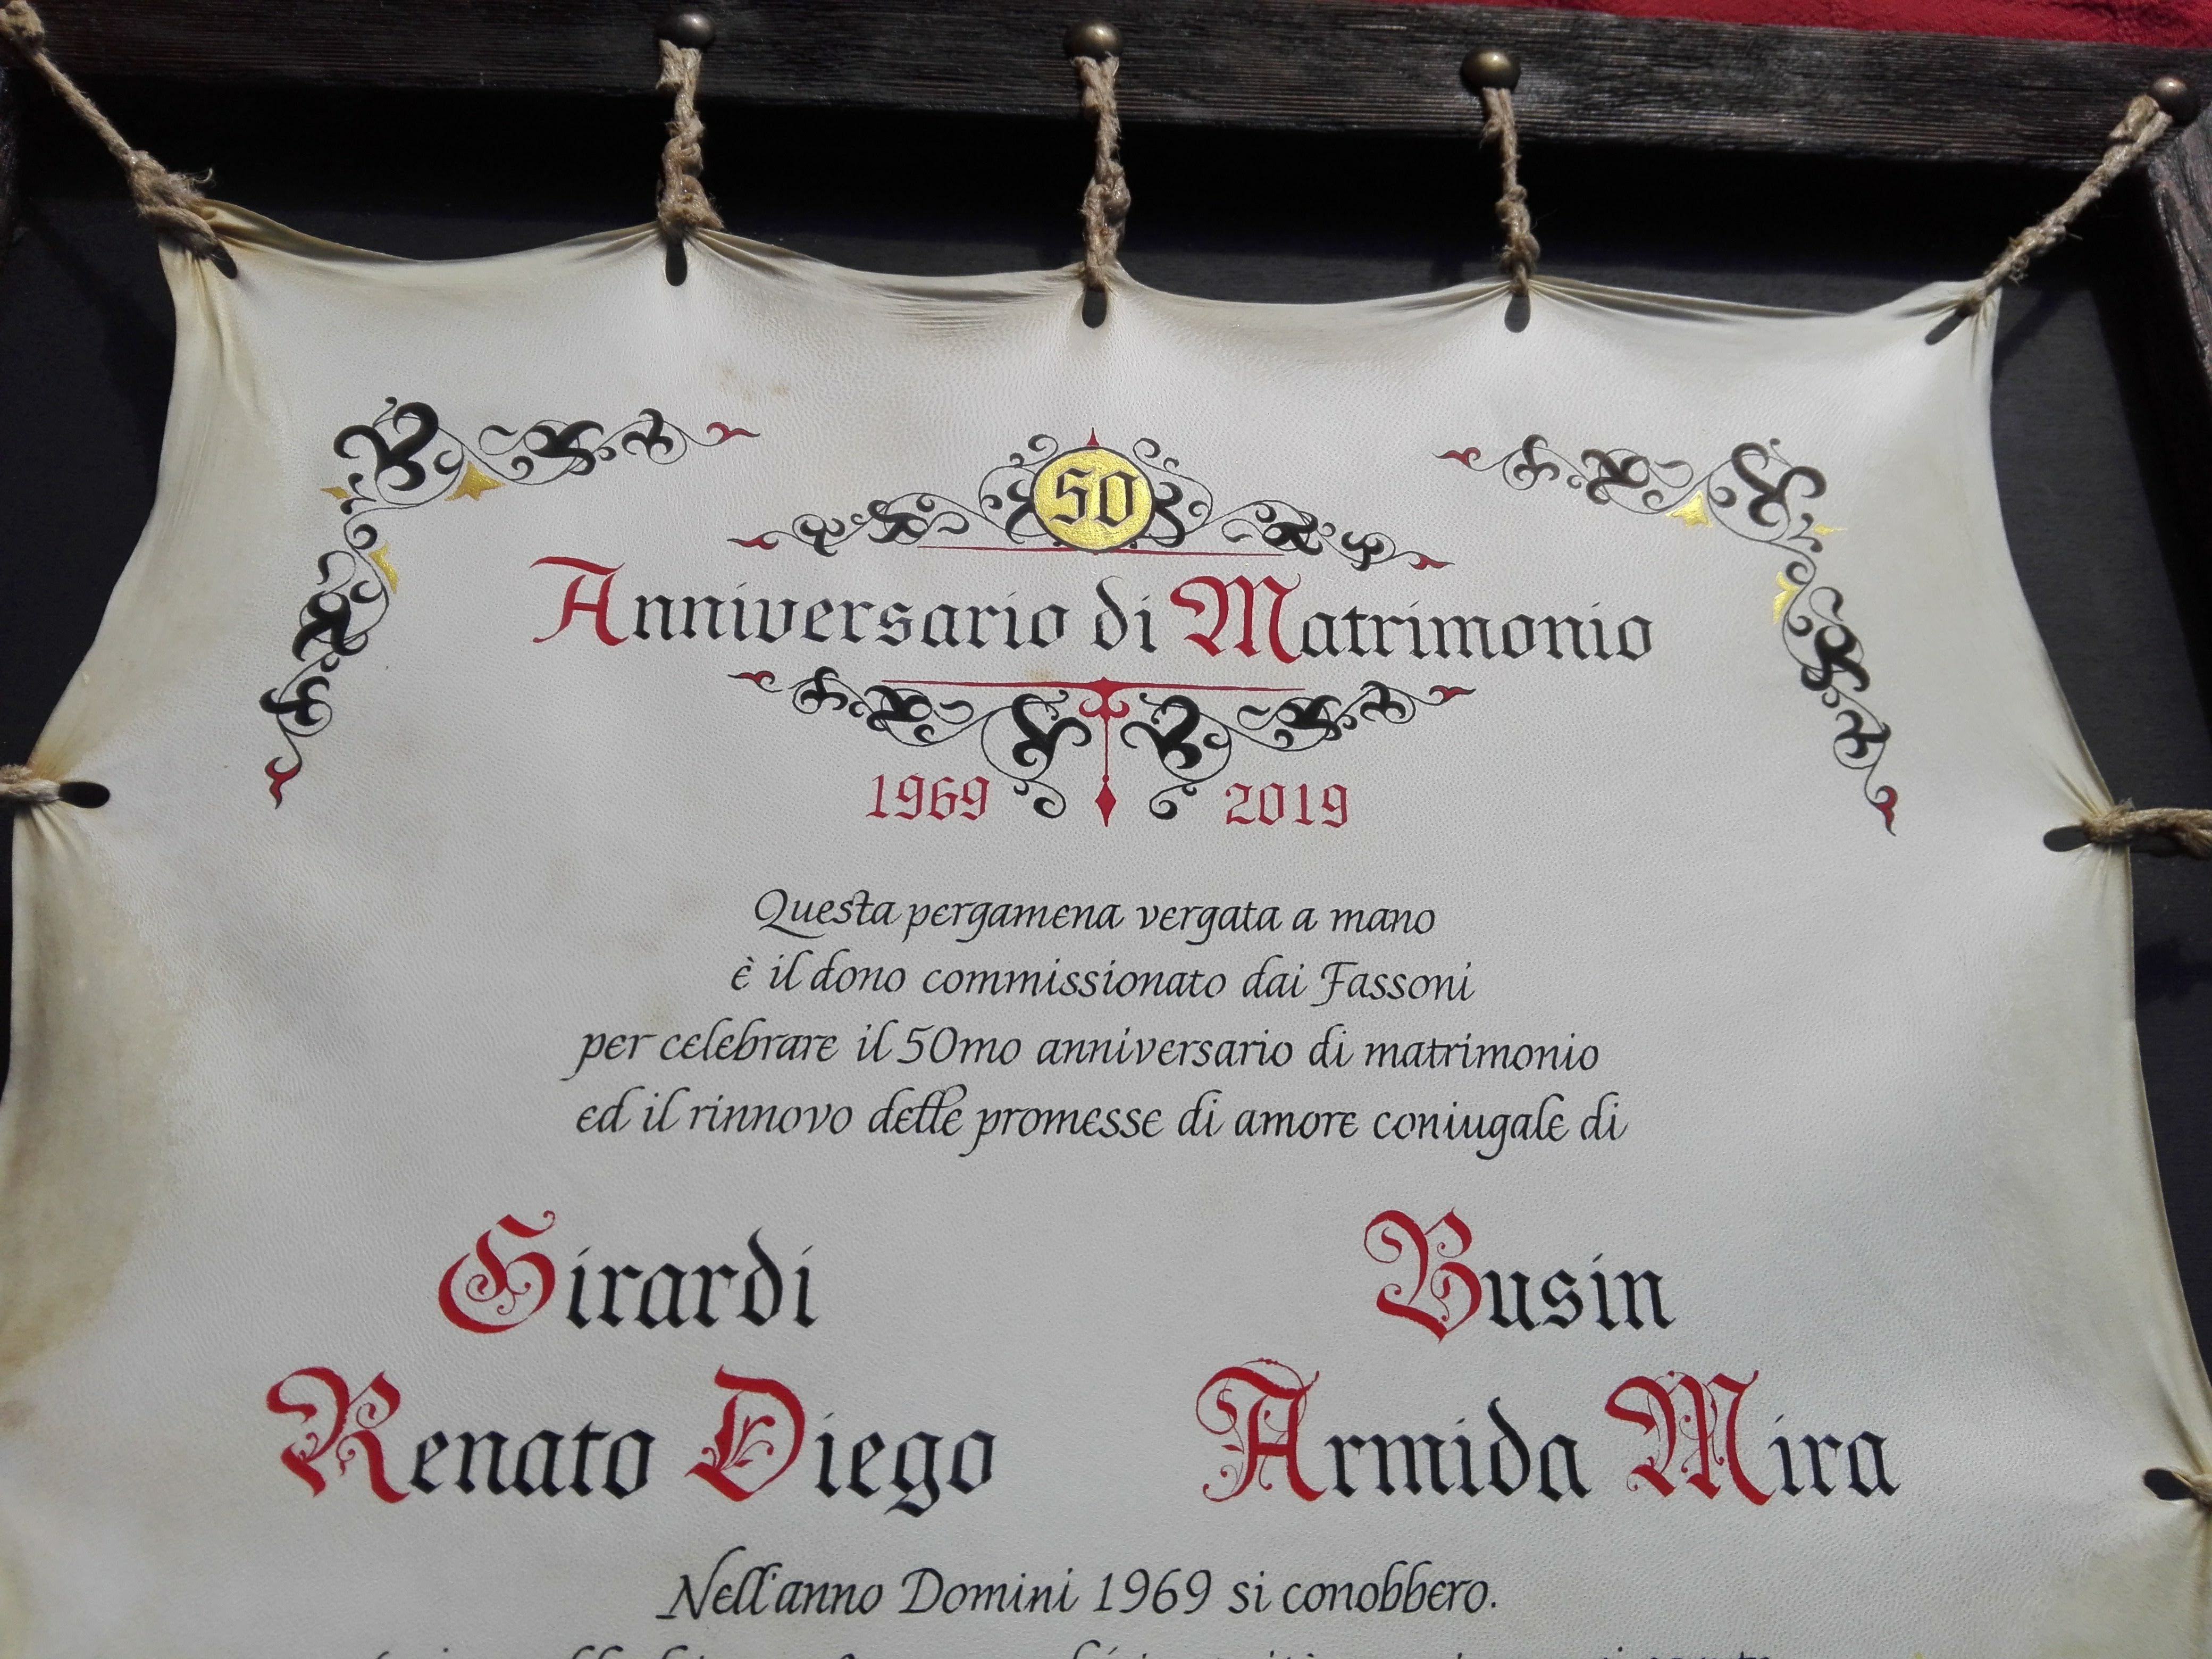 50
Anniversario di Matrimonio
1969 2019
Questa pergamena vergata a mano
è il dono commissionato dai Fassoni
per celebrare il 50mo anniversario di matrimonio
ed il rinnovo delle promesse di amore coniugale di
Girardi Busin
Renato Diego Armida Mira
Nell'anno Domini 1969 si conobbero.